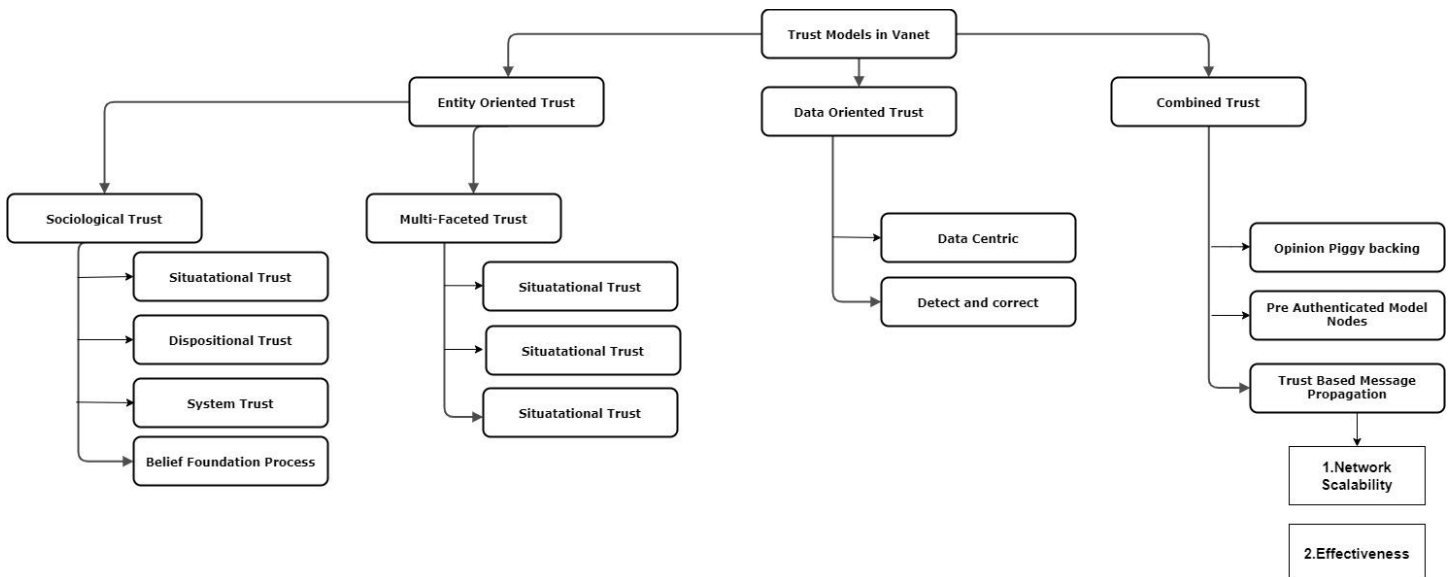 Trust Models in Vanet
Entity Oriented Trust
Data Oriented Trust
Combined Trust
Sociological Trust
Multi-Faceted Trust
Situatational Trust
Dispositional Trust
System Trust
Belief Foundation Process
Situatational Trust
Situatational Trust
Situatational Trust
Data Centric
Detect and correct
Opinion Piggy backing
Pre Authenticated Model
Nodes
Trust Based Message
Propagation
1.Network
Scalability
2.Effectiveness